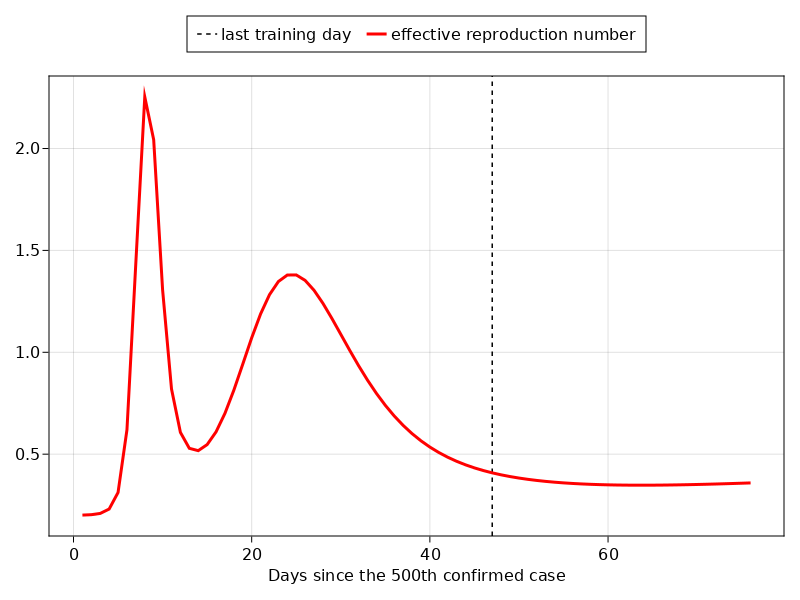 last training day effective reproduction number
2.0
1.5
1.0
0.5
0 20 40 60
Days since the 500th confirmed case